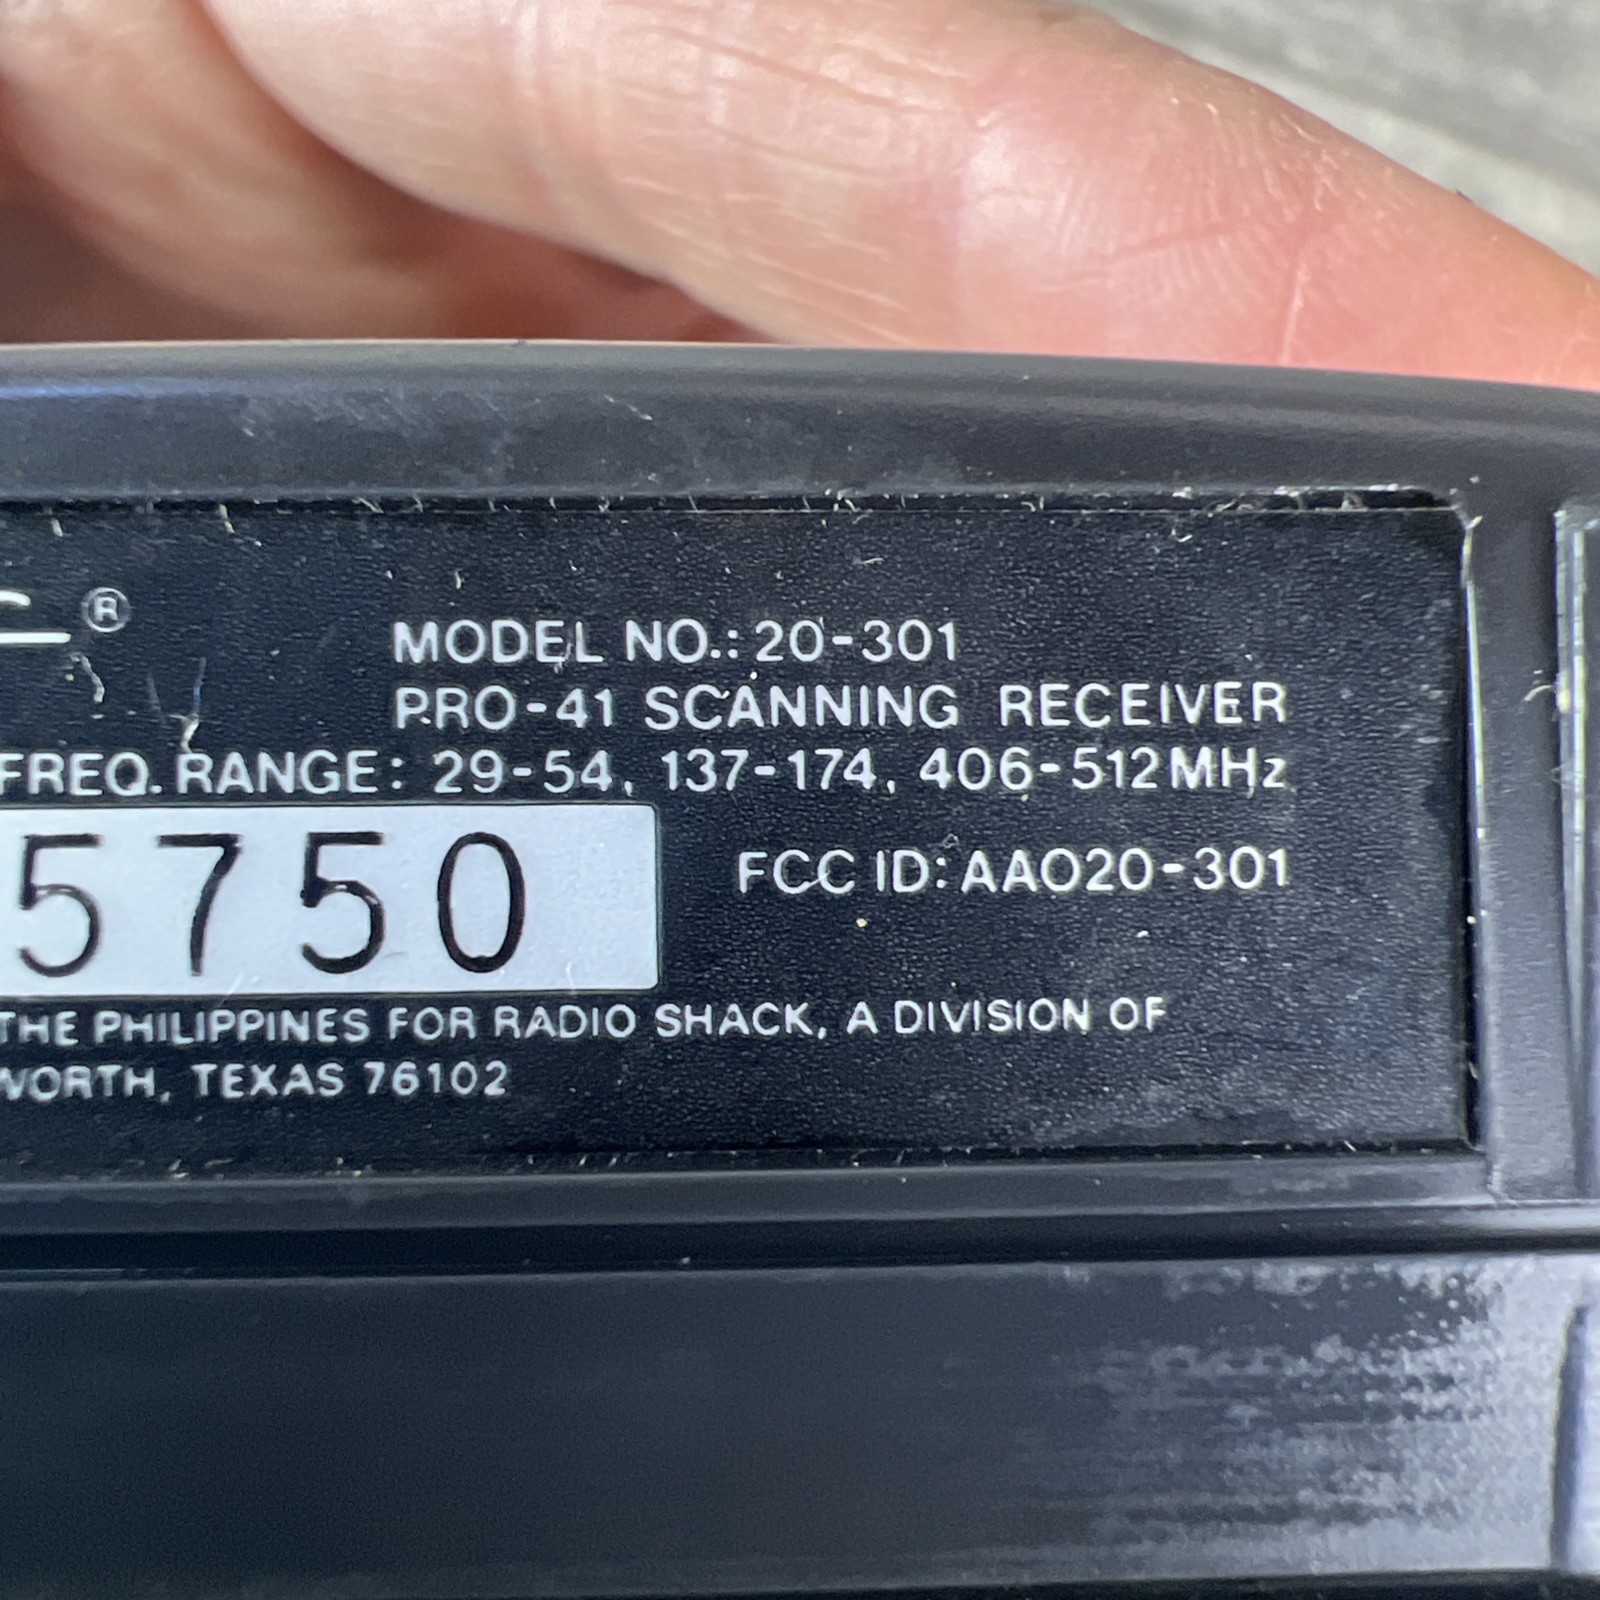 ®
MODEL NO.: 20-301
PRO-41 SCANNING RECEIVER
FREQ. RANGE: 29-54, 137-174, 406-512MHz
5750
FCC ID: AAO20-301
THE PHILIPPINES FOR RADIO SHACK, A DIVISION OF
WORTH, TEXAS 76102